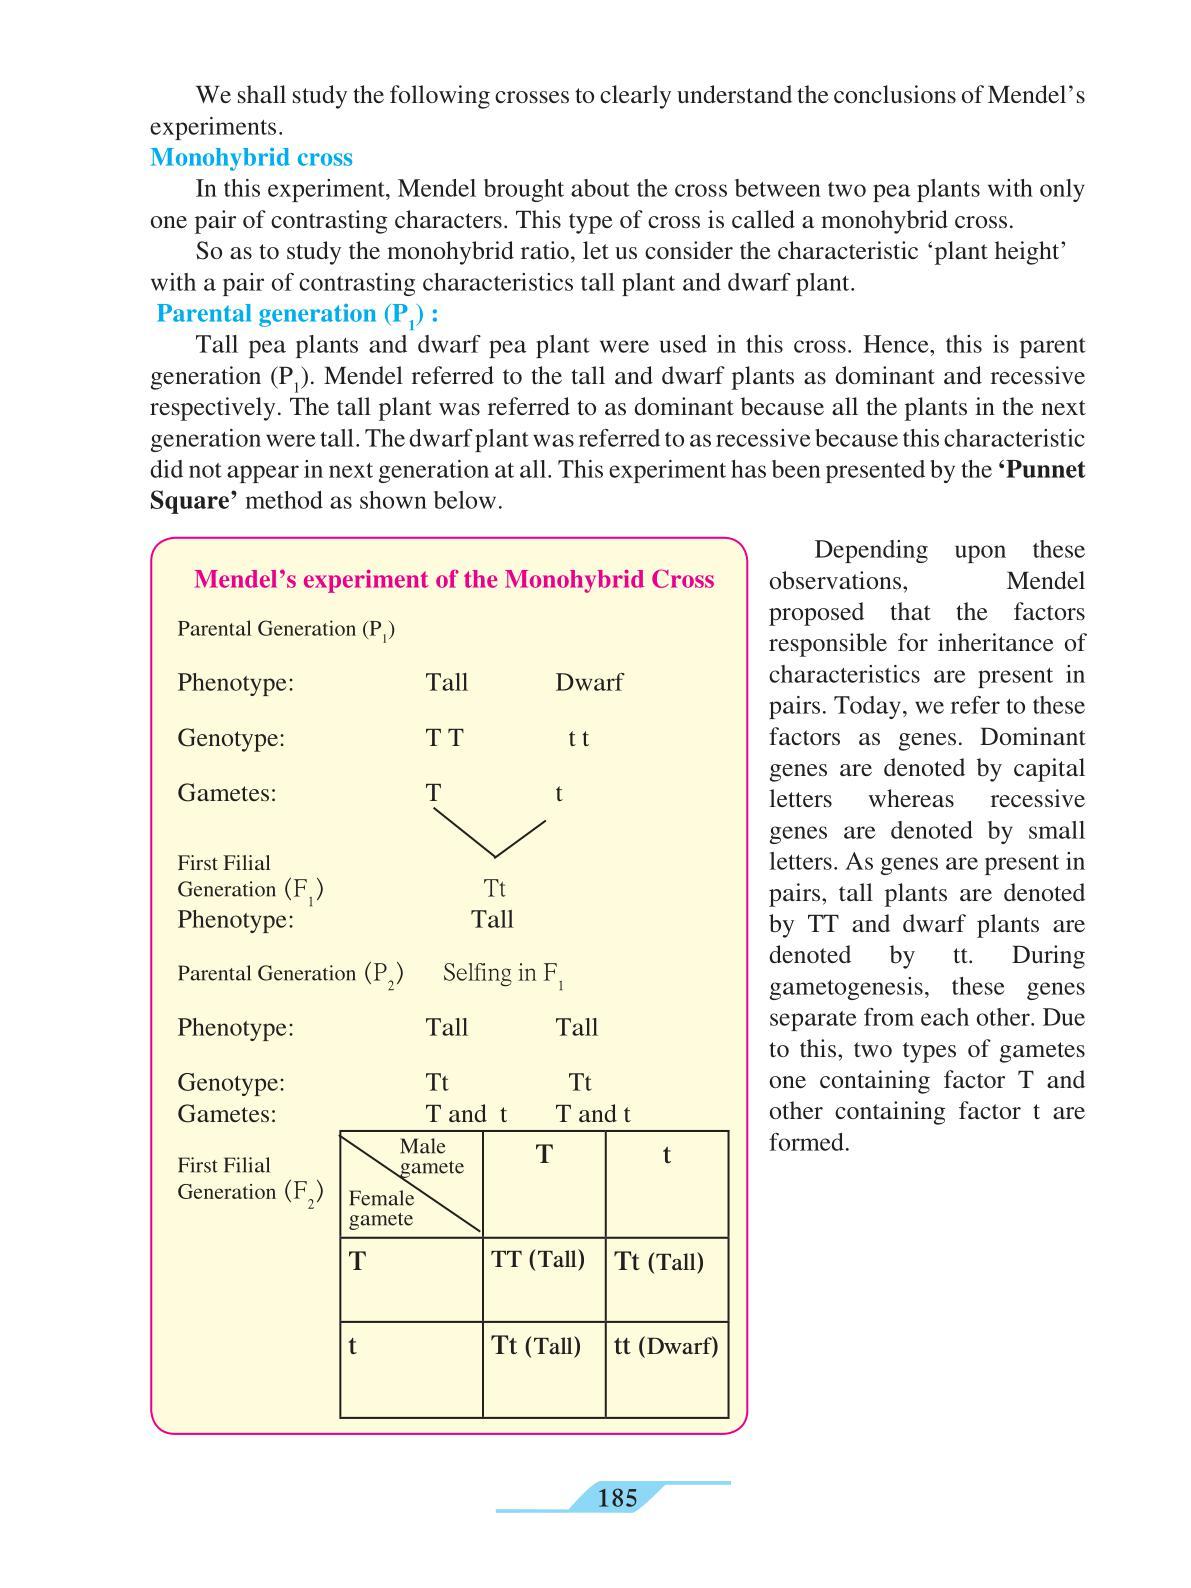 We shall study the following crosses to clearly understand the conclusions of Mendel’s
experiments.
Monohybrid cross
In this experiment, Mendel brought about the cross between two pea plants with only
one pair of contrasting characters. This type of cross is called a monohybrid cross.
So as to study the monohybrid ratio, let us consider the characteristic ‘plant height’
with a pair of contrasting characteristics tall plant and dwarf plant.
Parental generation (P1) :
Tall pea plants and dwarf pea plant were used in this cross. Hence, this is parent
generation (P1). Mendel referred to the tall and dwarf plants as dominant and recessive
respectively. The tall plant was referred to as dominant because all the plants in the next
generation were tall. The dwarf plant was referred to as recessive because this characteristic
did not appear in next generation at all. This experiment has been presented by the ‘Punnet
Square’ method as shown below.
Mendel’s experiment of the Monohybrid Cross
Parental Generation (P1)
Phenotype: Tall Dwarf
Genotype: T T t t
Gametes: T t
First Filial
Generation (F1) Tt
Phenotype: Tall
Parental Generation (P2) Selfing in F1
Phenotype: Tall Tall
Genotype: Tt Tt
Gametes: T and t T and t
First Filial
Generation (F2)
Male
gamete
Female
gamete
T t
T TT (Tall) Tt (Tall)
t Tt (Tall) tt (Dwarf)
Depending upon these
observations, Mendel
proposed that the factors
responsible for inheritance of
characteristics are present in
pairs. Today, we refer to these
factors as genes. Dominant
genes are denoted by capital
letters whereas recessive
genes are denoted by small
letters. As genes are present in
pairs, tall plants are denoted
by TT and dwarf plants are
denoted by tt. During
gametogenesis, these genes
separate from each other. Due
to this, two types of gametes
one containing factor T and
other containing factor t are
formed.
185